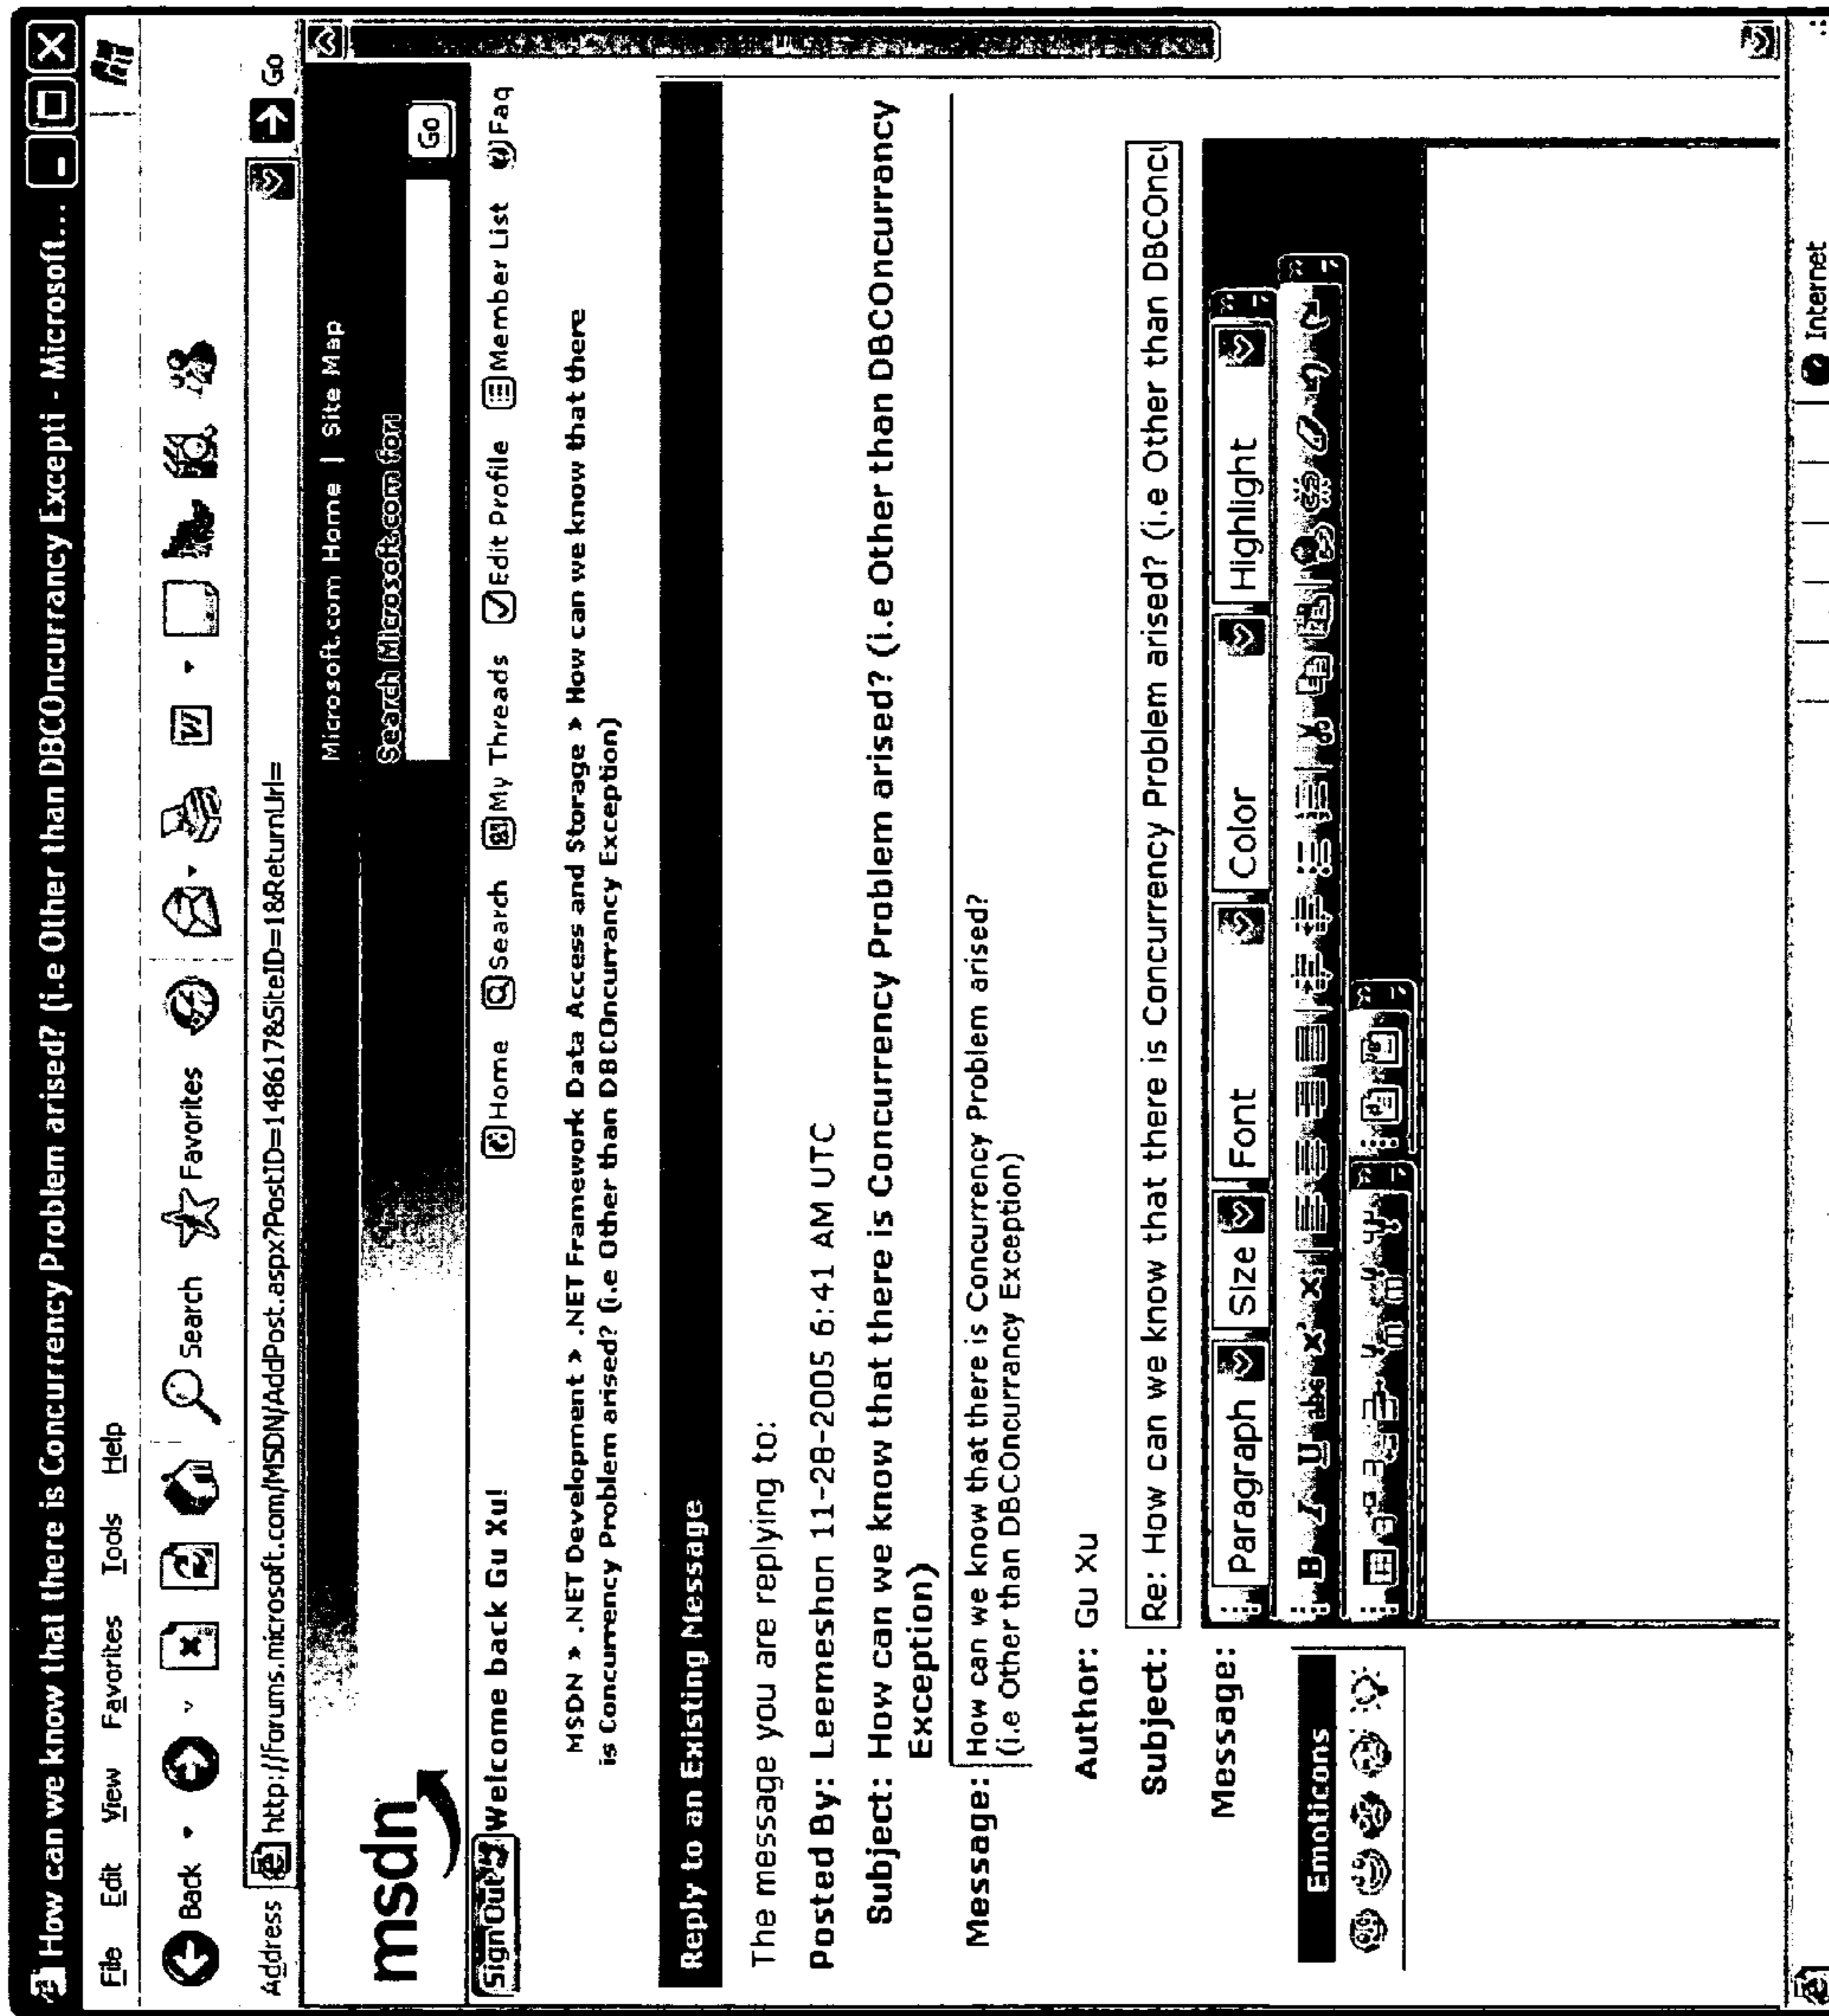 How can we know that there is Concurrency Problem arised? (i.e Other than DBCOncurrancy Excepti - Microsoft...
File Edit View Favorites Tools Help
Back Search Favorites
Address http://forums.microsoft.com/MSDN/AddPost.aspx?PostID=148617&SiteID=1&ReturnUrl= Go
Microsoft.com Home | Site Map
msdn
Search Microsoft.com for:
Go
Sign Out Welcome back Gu Xu! Home Search My Threads Edit Profile Member List Faq
MSDN » .NET Development » .NET Framework Data Access and Storage » How can we know that there
is Concurrency Problem arised? (i.e Other than DBCOncurrancy Exception)
Reply to an Existing Message
The message you are replying to:
Posted By: Leemeshon 11-28-2005 6:41 AM UTC
Subject: How can we know that there is Concurrency Problem arised? (i.e Other than DBCOncurrancy
Exception)
Message: How can we know that there is Concurrency Problem arised?
(i.e Other than DBCOncurrancy Exception)
Author: Gu Xu
Subject: Re: How can we know that there is Concurrency Problem arised? (i.e Other than DBCOncu
Message:
Paragraph Size Font Color Highlight
B I U abc x² x₂
Emoticons
Internet